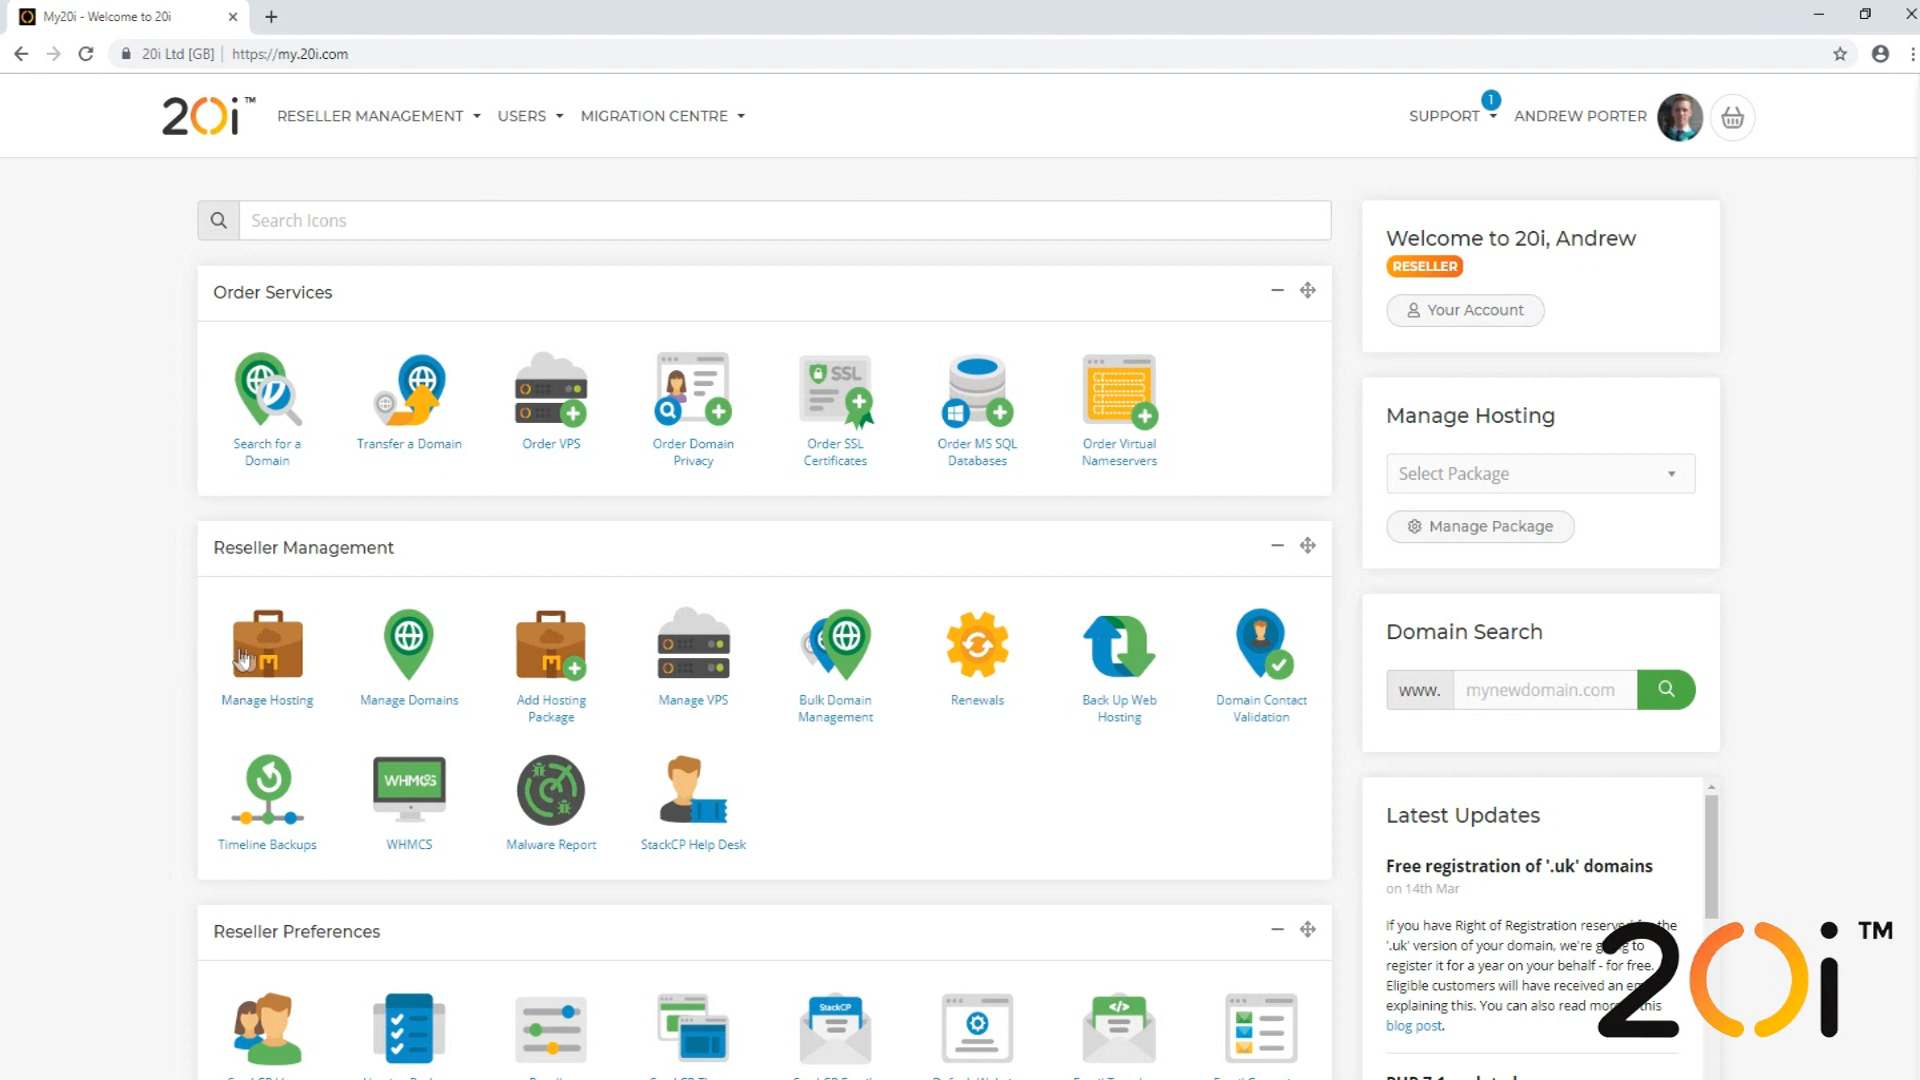 My20i - Welcome to 20i
20i Ltd [GB] https://my.20i.com
20i™
RESELLER MANAGEMENT
USERS
MIGRATION CENTRE
SUPPORT
1
ANDREW PORTER
Search Icons
Order Services
Search for a
Domain
Transfer a Domain
Order VPS
Order Domain
Privacy
SSL
Order SSL
Certificates
Order MS SQL
Databases
Order Virtual
Nameservers
Reseller Management
Manage Hosting
Manage Domains
Add Hosting
Package
Manage VPS
Bulk Domain
Management
Renewals
Back Up Web
Hosting
Domain Contact
Validation
Timeline Backups
WHMCS
WHMCS
Malware Report
StackCP Help Desk
Reseller Preferences
StackCP
Welcome to 20i, Andrew
RESELLER
Your Account
Manage Hosting
Select Package
Manage Package
Domain Search
www.
mynewdomain.com
Latest Updates
Free registration of '.uk' domains
on 14th Mar
If you have Right of Registration reserved the
'.uk' version of your domain, we're to
register it for a year on your behalf - for free.
Eligible customers will have received an
explaining this. You can also read this
blog post.
20i™